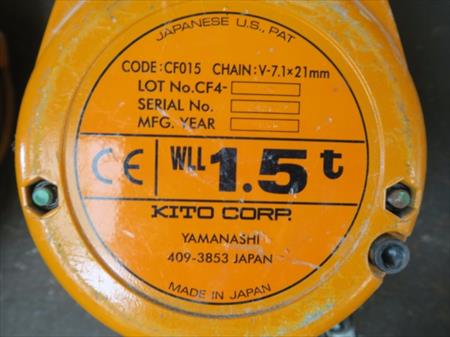 JAPANESE U.S., PAT
CODE:CF015 CHAIN:V-7.1×21mm
LOT No.CF4-
SERIAL No.
MFG. YEAR
CE WLL 1.5t
KITO CORP.
YAMANASHI
409-3853 JAPAN
MADE IN JAPAN